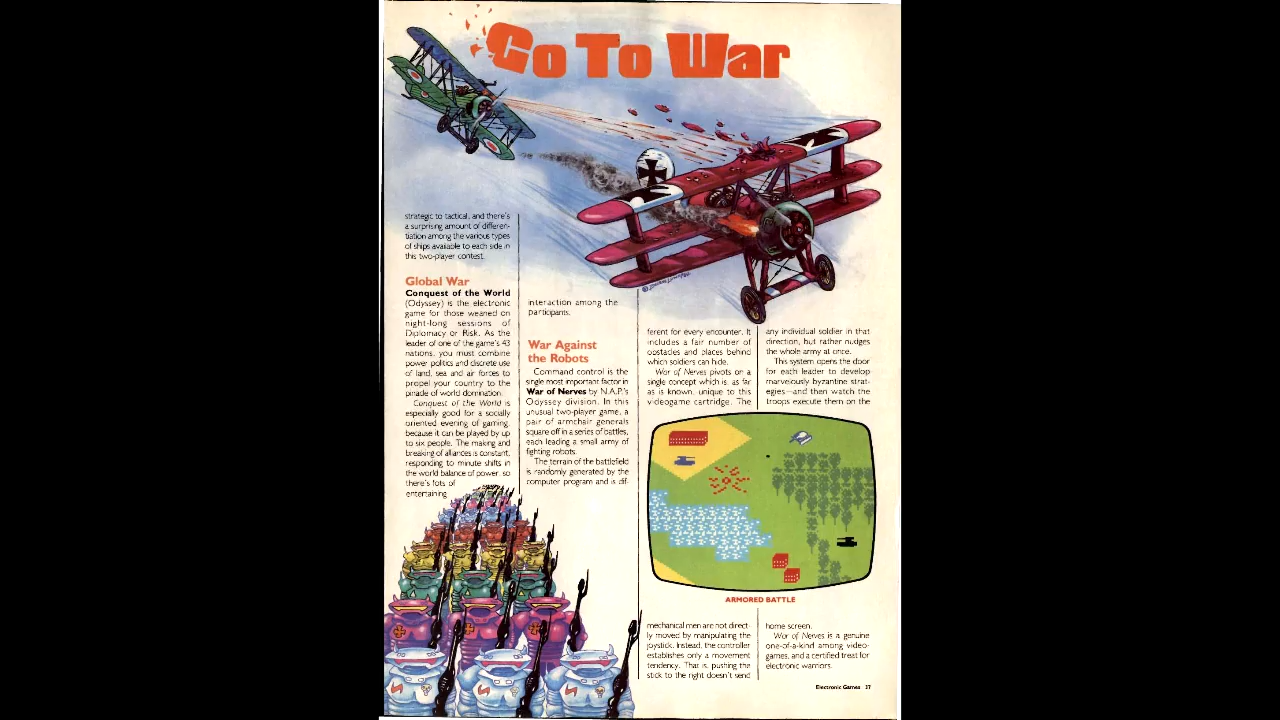 Go To War
strategic to tactical, and there's
a surprising amount of differen-
tiation among the various types
of ships available to each side in
this two-player contest.
Global War
Conquest of the World
(Odyssey) is the electronic
game for those weaned on
night-long sessions of
Diplomacy or Risk. As the
leader of one of the game's 43
nations, you must combine
power politics and discrete use
of land, sea and air forces to
propel your country to the
pinacle of world domination.
Conquest of the World is
especially good for a socially
oriented evening of gaming,
because it can be played by up
to six people. The making and
breaking of alliances is constant,
responding to minute shifts in
the world balance of power, so
there's lots of
entertaining
interaction among the
participants.
War Against
the Robots
Command control is the
single most important factor in
War of Nerves by N.A.P.'s
Odyssey division. In this
unusual two-player game, a
pair of armchair generals
square off in a series of battles,
each leading a small army of
fighting robots.
The terrain of the battlefield
is randomly generated by the
computer program and is dif-
ferent for every encounter. It
includes a fair number of
obstacles and places behind
which soldiers can hide.
War of Nerves pivots on a
single concept which is, as far
as is known, unique to this
videogame cartridge. The
ARMORED BATTLE
mechanical men are not direct-
ly moved by manipulating the
joystick. Instead, the controller
establishes only a movement
tendency. That is, pushing the
stick to the right doesn't send
any individual soldier in that
direction, but rather nudges
the whole army at once.
This system opens the door
for each leader to develop
marvelously byzantine strat-
egies—and then watch the
troops execute them on the
home screen.
War of Nerves is a genuine
one-of-a-kind among video-
games, and a certified treat for
electronic warriors.
Electronic Games 37